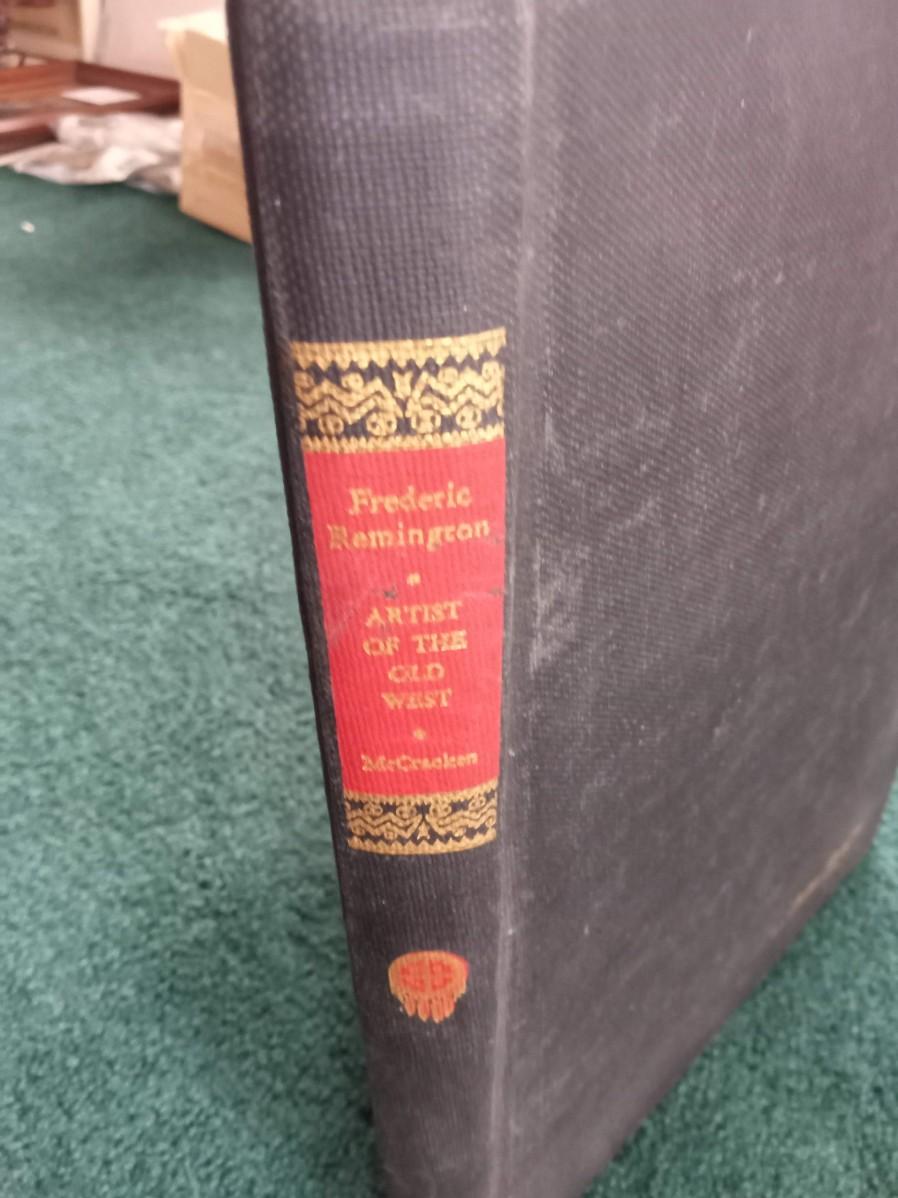 Frederic
Remington
ARTIST
OF THE
OLD
WEST
McCracken